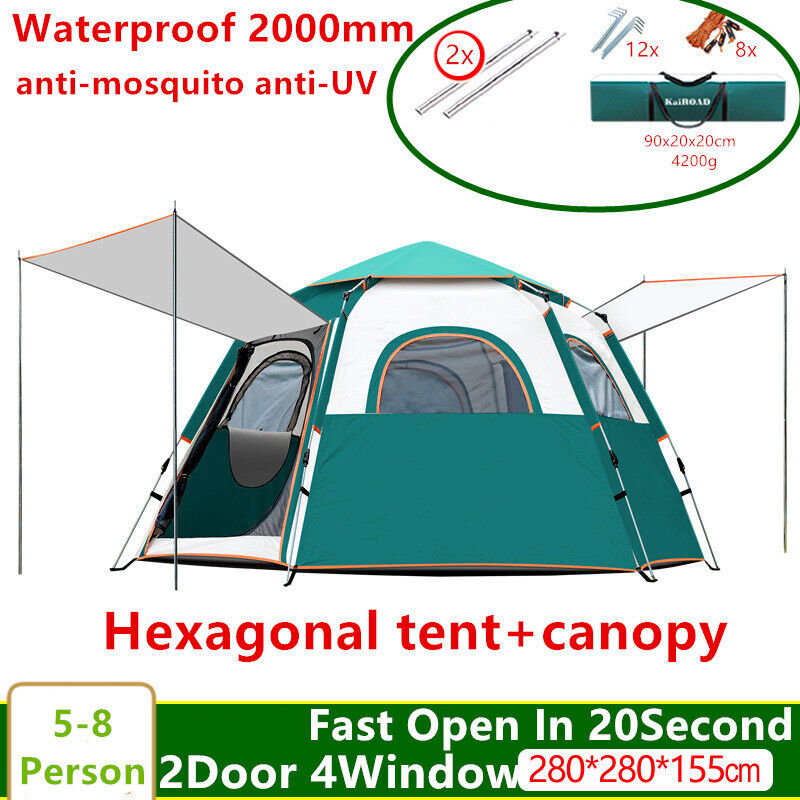 Waterproof 2000mm
anti-mosquito anti-UV
2x
12x
8x
KaiROAD
90x20x20cm
4200g
Hexagonal tent+canopy
5-8
Person
Fast Open In 20Second
2Door 4Window
280*280*155cm